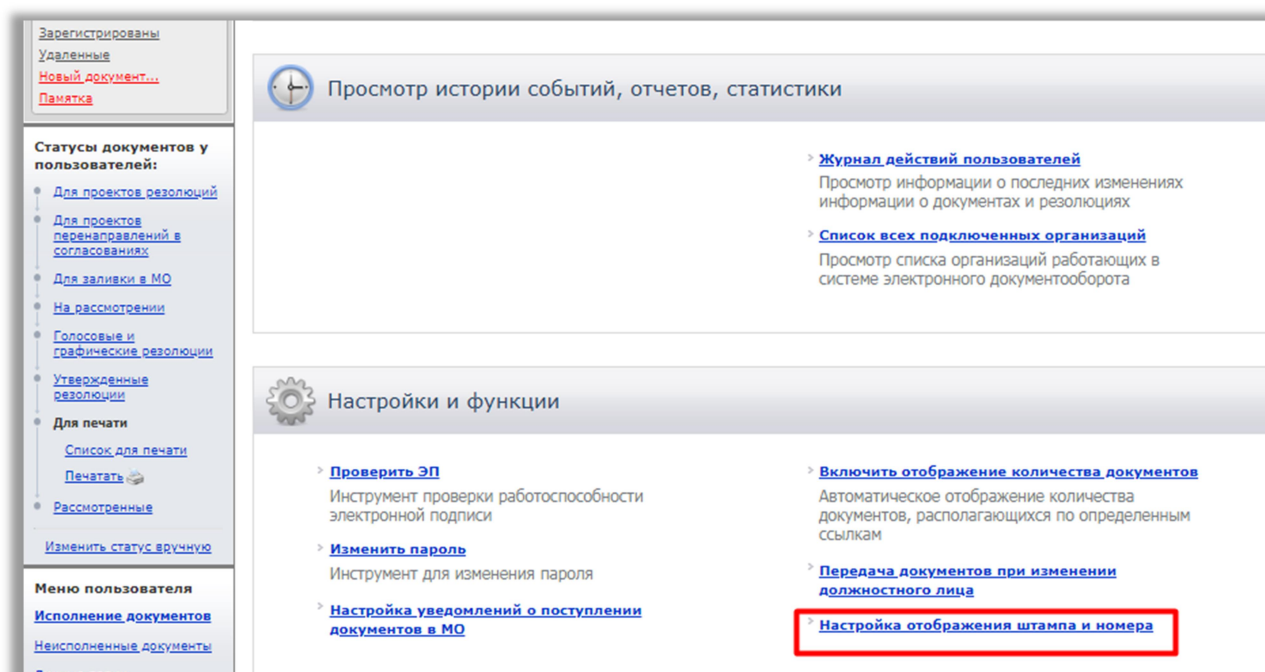 Зарегистрированы
Удаленные
Новый документ...
Памятка
Статусы документов у
пользователей:
Для проектов резолюций
Для проектов
перенаправлений в
согласованиях
Для заливки в МО
На рассмотрении
Голосовые и
графические резолюции
Утвержденные
резолюции
Для печати
Список для печати
Печатать
Рассмотренные
Изменить статус вручную
Меню пользователя
Исполнение документов
Неисполненные документы
Просмотр истории событий, отчетов, статистики
Журнал действий пользователей
Просмотр информации о последних изменениях
информации о документах и резолюциях
Список всех подключенных организаций
Просмотр списка организаций работающих в
системе электронного документооборота
Настройки и функции
Проверить ЭП
Инструмент проверки работоспособности
электронной подписи
Изменить пароль
Инструмент для изменения пароля
Настройка уведомлений о поступлении
документов в МО
Включить отображение количества документов
Автоматическое отображение количества
документов, располагающихся по определенным
ссылкам
Передача документов при изменении
должностного лица
Настройка отображения штампа и номера